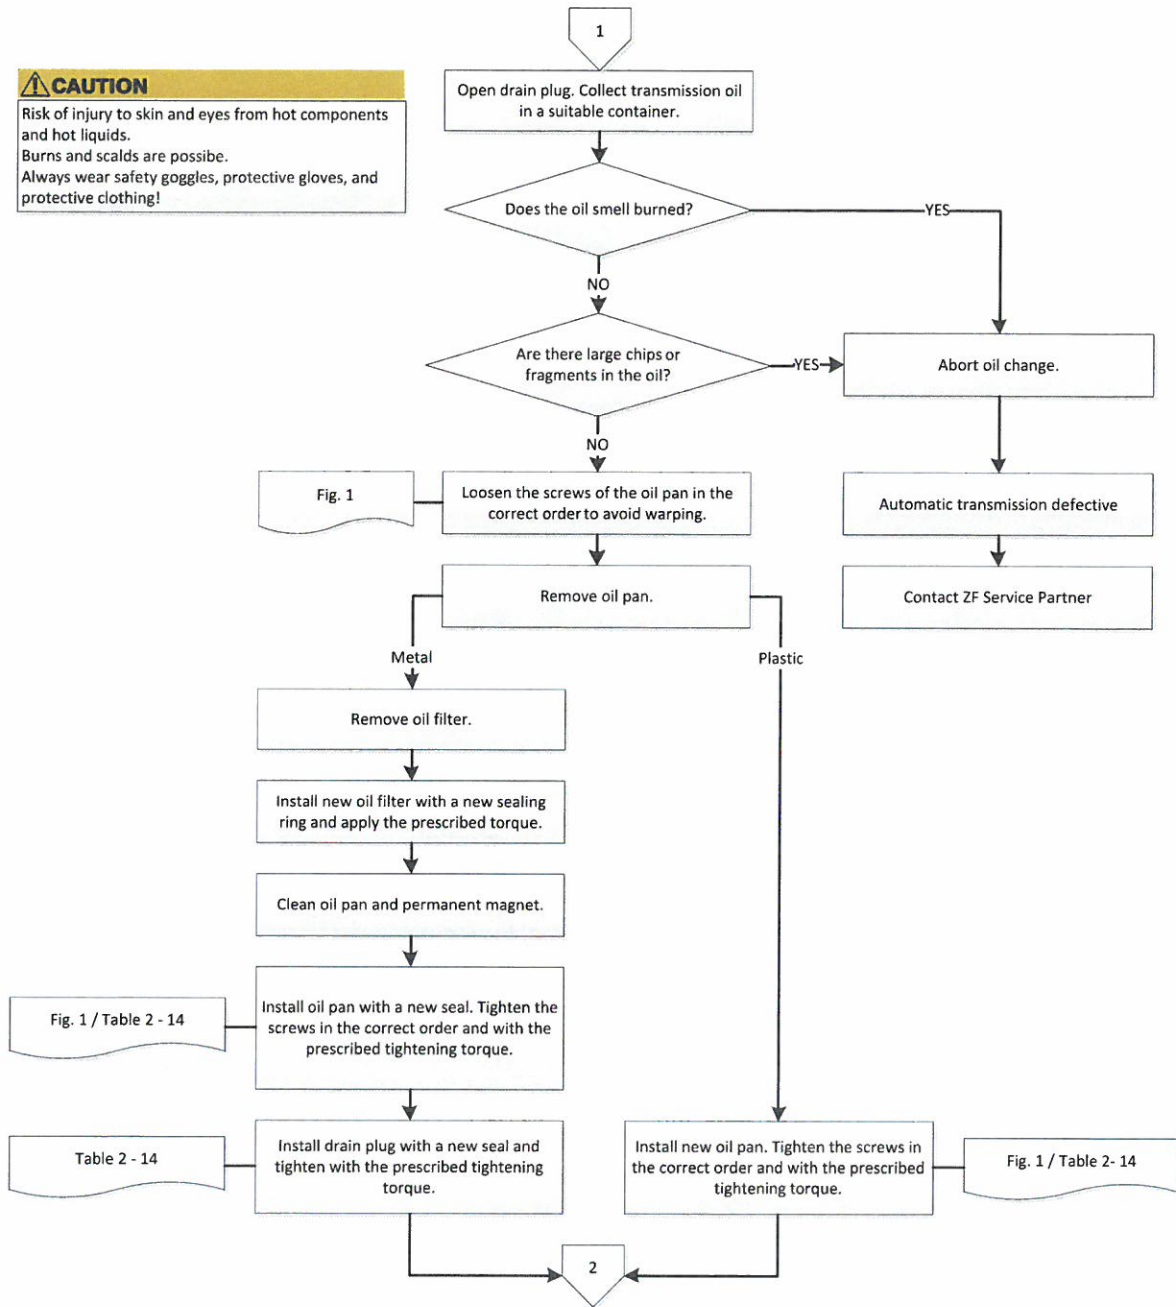 1
CAUTION
Risk of injury to skin and eyes from hot components
and hot liquids.
Burns and scalds are possibe.
Always wear safety goggles, protective gloves, and
protective clothing!
Open drain plug. Collect transmission oil
in a suitable container.
Does the oil smell burned?
YES
NO
Are there large chips or
fragments in the oil?
YES
Abort oil change.
NO
Fig. 1
Loosen the screws of the oil pan in the
correct order to avoid warping.
Automatic transmission defective
Remove oil pan.
Contact ZF Service Partner
Metal
Plastic
Remove oil filter.
Install new oil filter with a new sealing
ring and apply the prescribed torque.
Clean oil pan and permanent magnet.
Fig. 1 / Table 2 - 14
Install oil pan with a new seal. Tighten the
screws in the correct order and with the
prescribed tightening torque.
Table 2 - 14
Install drain plug with a new seal and
tighten with the prescribed tightening
torque.
Install new oil pan. Tighten the screws in
the correct order and with the prescribed
tightening torque.
Fig. 1 / Table 2- 14
2